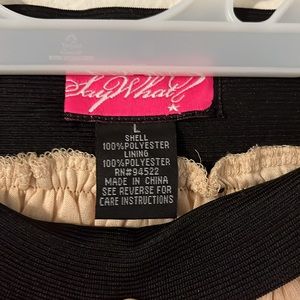 Say What?
L
SHELL
100%POLYESTER
LINING
100%POLYESTER
RN#94522
MADE IN CHINA
SEE REVERSE FOR
CARE INSTRUCTIONS